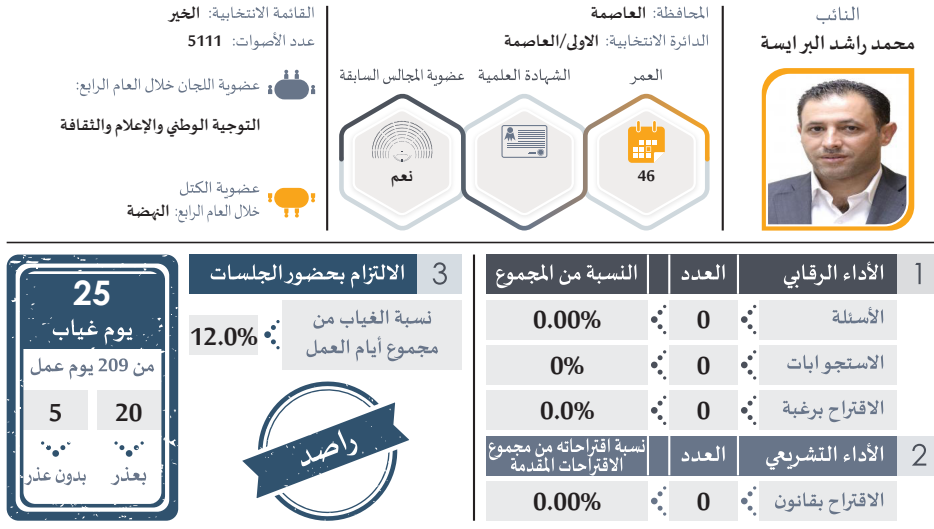 النائب
محمد راشد البرايسة
المحافظة: العاصمة
الدائرة الانتخابية: الاولى/العاصمة
العمر
46
الشهادة العلمية
عضوية المجالس السابقة
نعم
القائمة الانتخابية: الخير
عدد الأصوات: 5111
عضوية اللجان خلال العام الرابع:
التوجية الوطني والإعلام والثقافة
عضوية الكتل
خلال العام الرابع: النهضة
1 الأداء الرقابي العدد النسبة من المجموع
الأسئلة 0 0.00%
الاستجوابات 0 0%
الاقتراح برغبة 0 0.0%
2 الأداء التشريعي العدد نسبة اقتراحاته من مجموع
الاقتراحات المقدمة
الاقتراح بقانون 0 0.00%
3 الالتزام بحضور الجلسات
نسبة الغياب من
مجموع أيام العمل
12.0%
راصد
25
يوم غياب
من 209 يوم عمل
20 5
بعذر بدون عذر